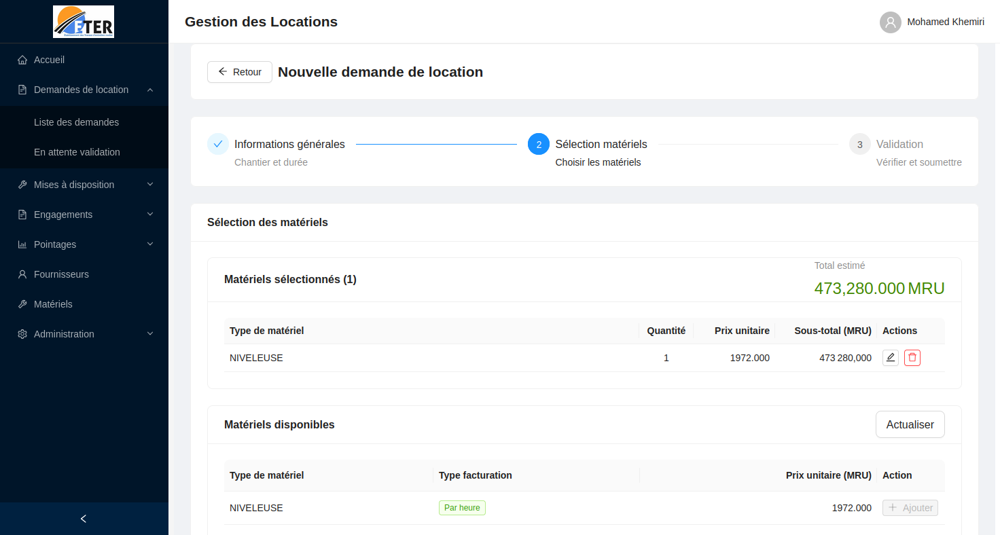 ETER
Gestion des Locations
Mohamed Khemiri
Accueil
Demandes de location
Liste des demandes
En attente validation
Mises à disposition
Engagements
Pointages
Fournisseurs
Matériels
Administration
Retour
Nouvelle demande de location
Informations générales
Chantier et durée
2
Sélection matériels
Choisir les matériels
3
Validation
Vérifier et soumettre
Sélection des matériels
Matériels sélectionnés (1)
Total estimé
473,280.000 MRU
Type de matériel Quantité Prix unitaire Sous-total (MRU) Actions
NIVELEUSE 1 1972.000 473 280,000
Matériels disponibles
Actualiser
Type de matériel Type facturation Prix unitaire (MRU) Action
NIVELEUSE Par heure 1972.000 Ajouter